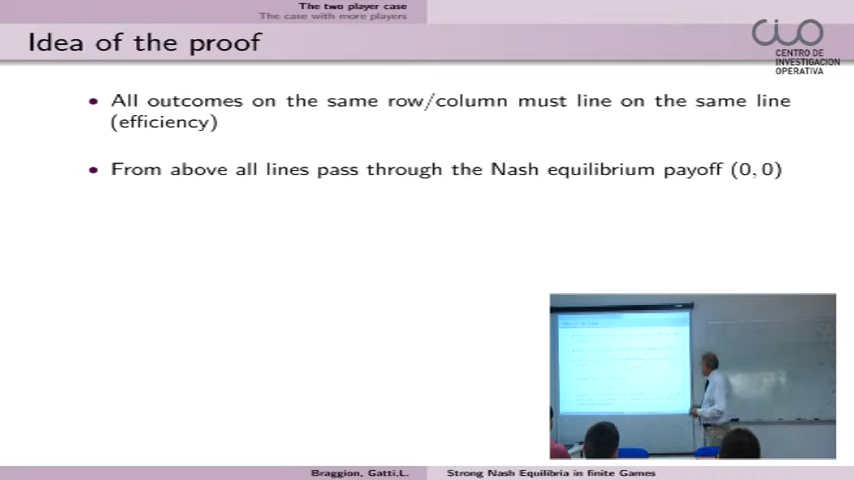 The two player case
The case with more players
Idea of the proof
CIO
CENTRO DE
INVESTIGACION
OPERATIVA
• All outcomes on the same row/column must line on the same line
(efficiency)
• From above all lines pass through the Nash equilibrium payoff (0, 0)
Braggion, Gatti,L.
Strong Nash Equilibria in finite Games